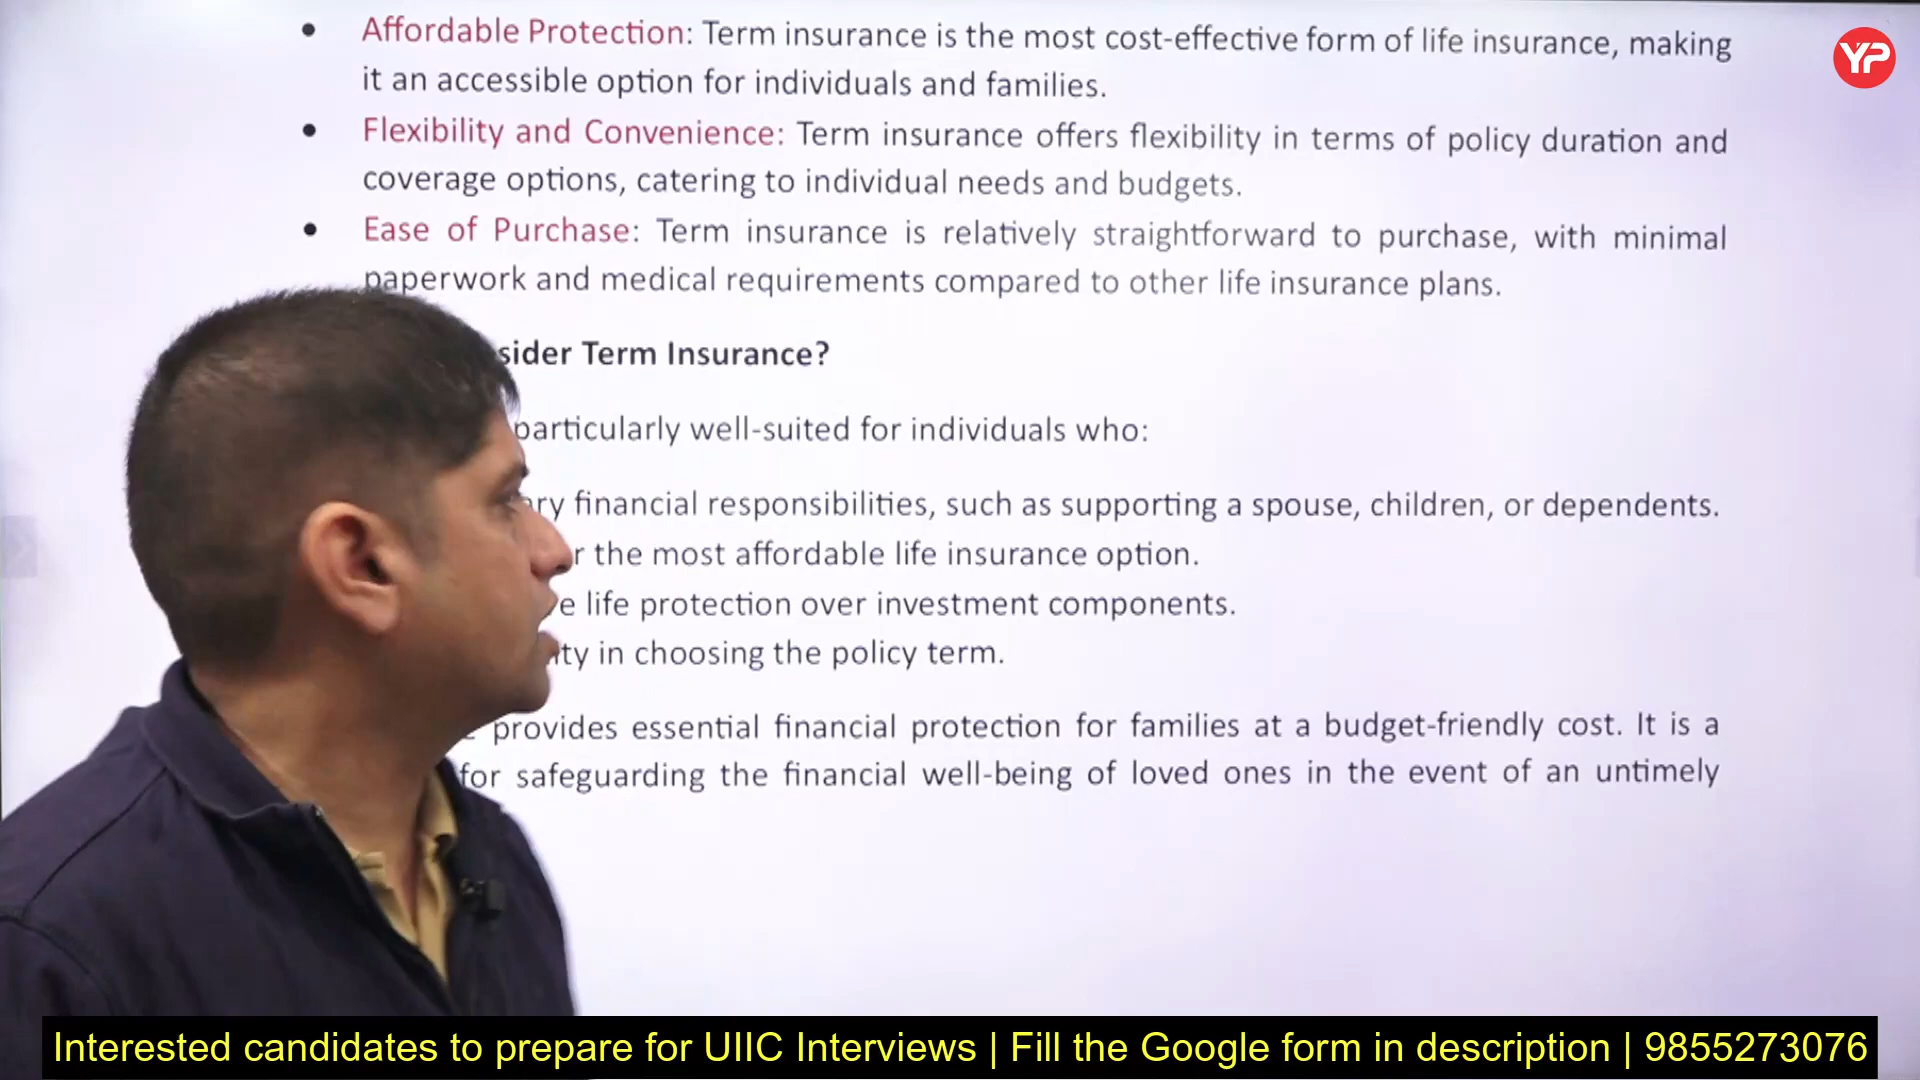 Affordable Protection: Term insurance is the most cost-effective form of life insurance, making
it an accessible option for individuals and families.
Flexibility and Convenience: Term insurance offers flexibility in terms of policy duration and
coverage options, catering to individual needs and budgets.
Ease of Purchase: Term insurance is relatively straightforward to purchase, with minimal
paperwork and medical requirements compared to other life insurance plans.
sider Term Insurance?
particularly well-suited for individuals who:
ry financial responsibilities, such as supporting a spouse, children, or dependents.
r the most affordable life insurance option.
e life protection over investment components.
ity in choosing the policy term.
provides essential financial protection for families at a budget-friendly cost. It is a
for safeguarding the financial well-being of loved ones in the event of an untimely
YP
Interested candidates to prepare for UIIC Interviews | Fill the Google form in description | 9855273076